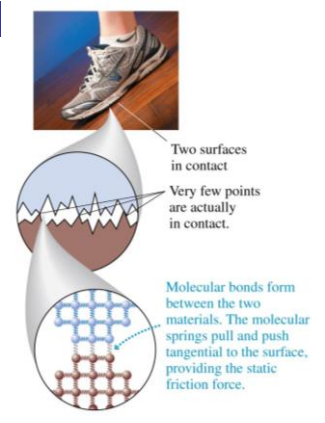 Two surfaces
in contact
Very few points
are actually
in contact.
Molecular bonds form
between the two
materials. The molecular
springs pull and push
tangential to the surface,
providing the static
friction force.